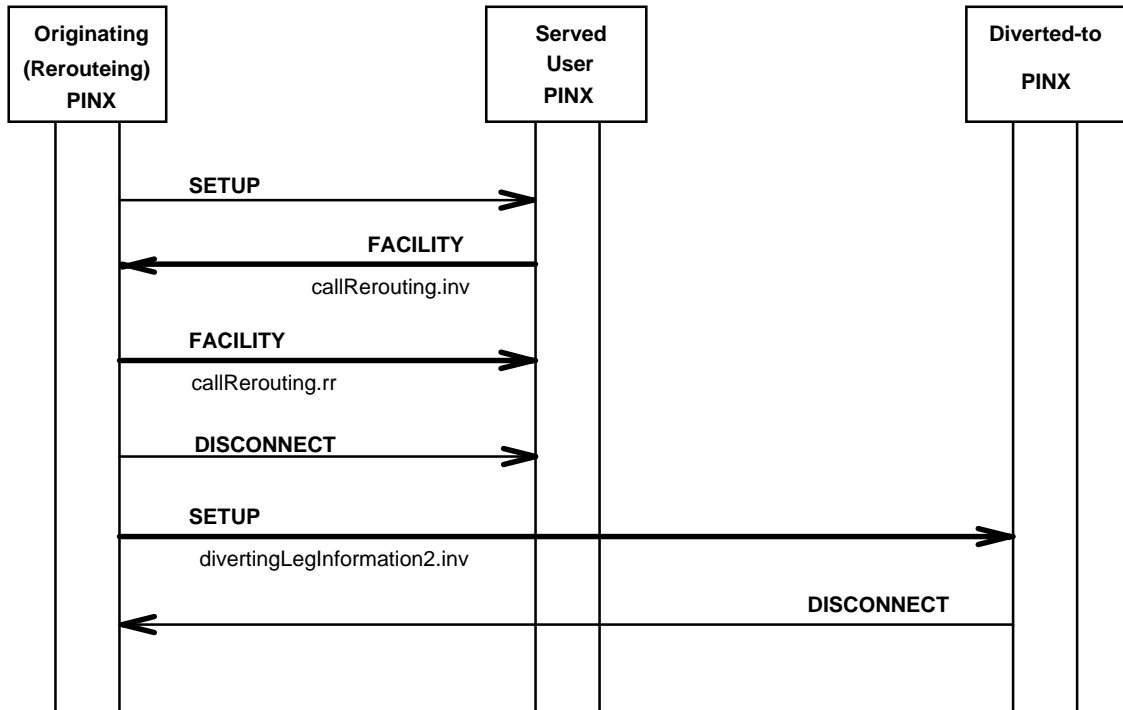 Originating
(Rerouteing)
PINX
Served
User
PINX
Diverted-to
PINX
SETUP
FACILITY
callRerouting.inv
FACILITY
callRerouting.rr
DISCONNECT
SETUP
divertingLegInformation2.inv
DISCONNECT